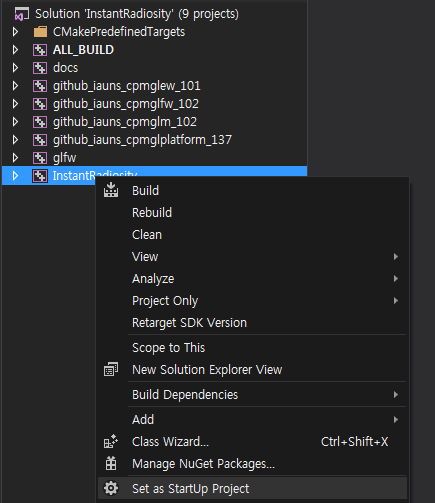 Solution 'InstantRadiosity' (9 projects)
CMakePredefinedTargets
ALL_BUILD
docs
github_iauns_cpmglew_101
github_iauns_cpmglfw_102
github_iauns_cpmglm_102
github_iauns_cpmglplatform_137
glfw
InstantRadiosity
Build
Rebuild
Clean
View
Analyze
Project Only
Retarget SDK Version
Scope to This
New Solution Explorer View
Build Dependencies
Add
Class Wizard... Ctrl+Shift+X
Manage NuGet Packages...
Set as StartUp Project